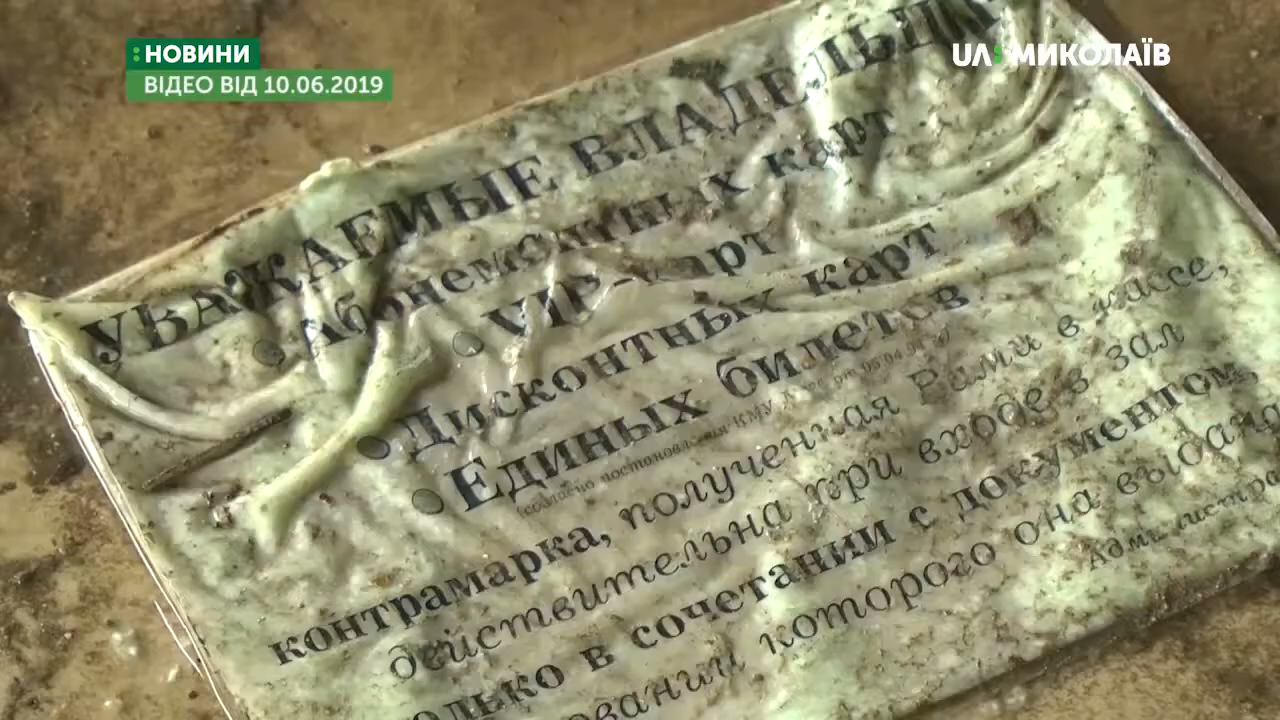 :НОВИНИ
ВІДЕО ВІД 10.06.2019
UA:МИКОЛАЇВ
УВАЖАЕМЫЕ ВЛАДЕЛЬЦЫ
Абонементных карт
VIP-карт
Дисконтных карт
Единых билетов
контрамарка, полученная Вами в кассе,
действительна при входе в зал
только в сочетании с документом,
которого она выдана